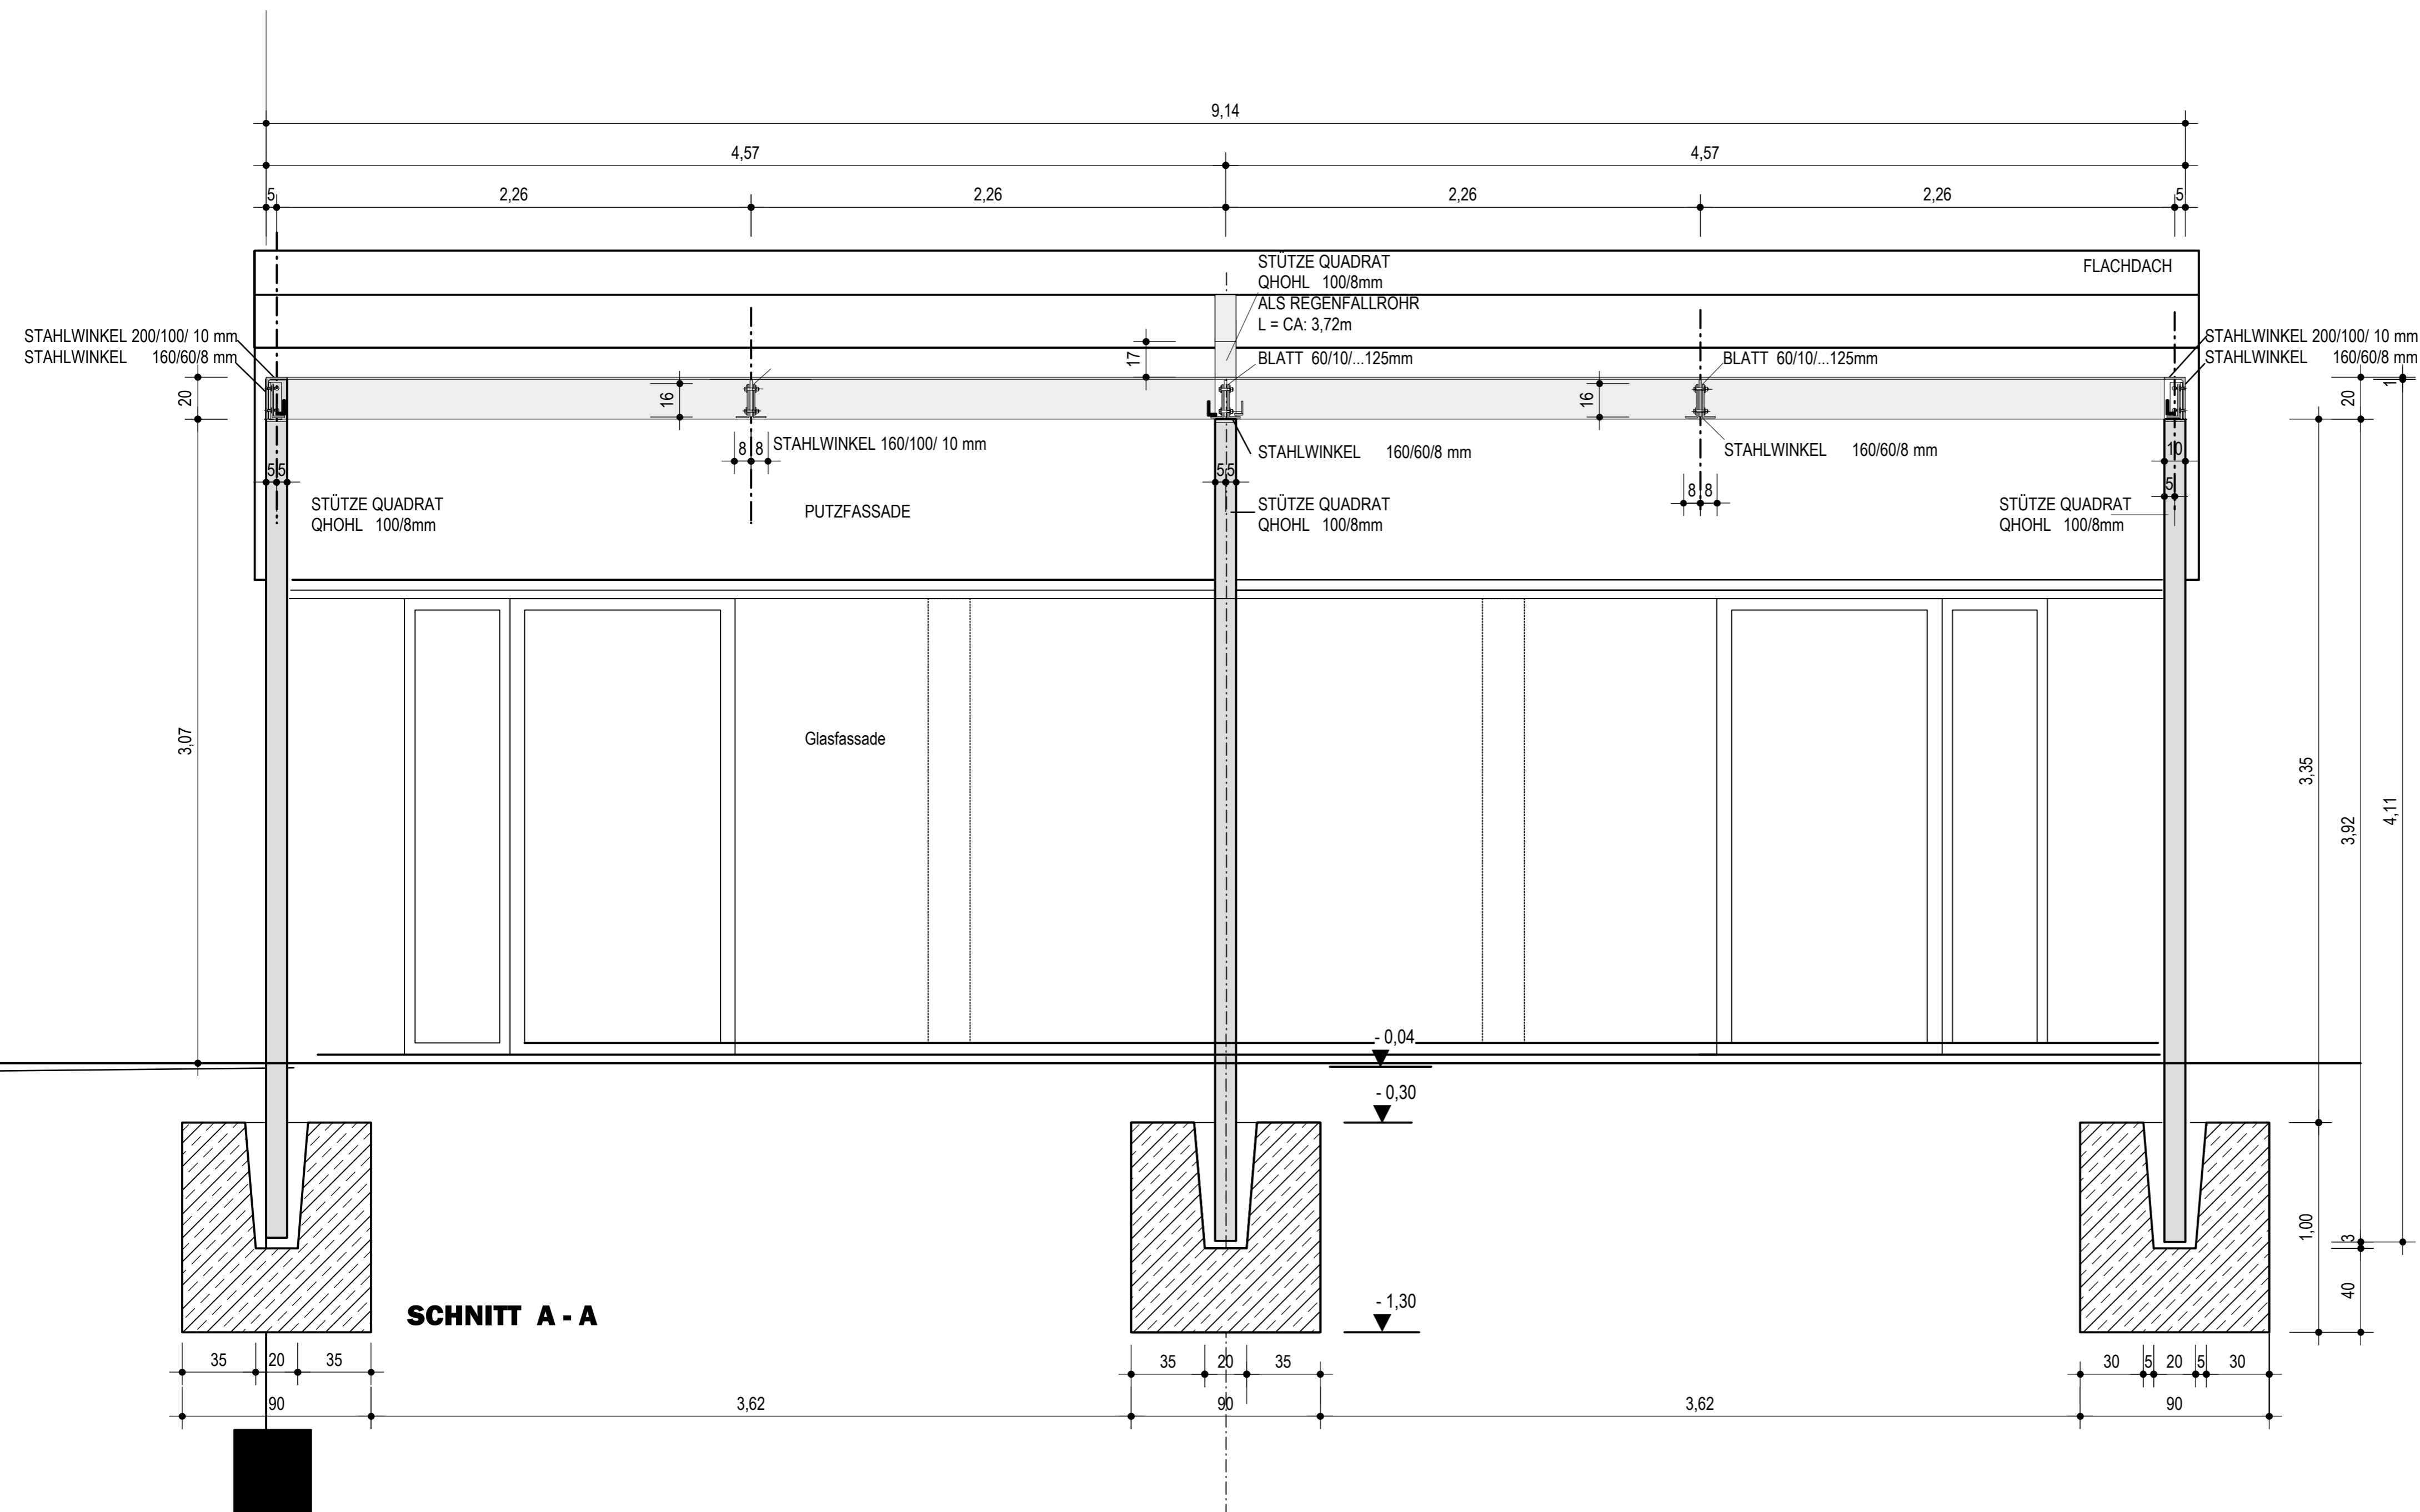 9,14
4,57
4,57
5
2,26
2,26
2,26
2,26
5
STÜTZE QUADRAT
QHOHL 100/8mm
ALS REGENFALLROHR
L = CA: 3,72m
FLACHDACH
STAHLWINKEL 200/100/ 10 mm
STAHLWINKEL 160/60/8 mm
STAHLWINKEL 200/100/ 10 mm
STAHLWINKEL 160/60/8 mm
17
BLATT 60/10/...125mm
BLATT 60/10/...125mm
20
16
16
20
1
8 8
STAHLWINKEL 160/100/ 10 mm
STAHLWINKEL 160/60/8 mm
STAHLWINKEL 160/60/8 mm
10
55
55
8 8
5
STÜTZE QUADRAT
QHOHL 100/8mm
PUTZFASSADE
STÜTZE QUADRAT
QHOHL 100/8mm
STÜTZE QUADRAT
QHOHL 100/8mm
3,07
Glasfassade
3,35
3,92
4,11
- 0,04
- 0,30
1,00
3
40
- 1,30
SCHNITT A - A
35
20
35
35
20
35
30
5
20
5
30
90
3,62
90
3,62
90